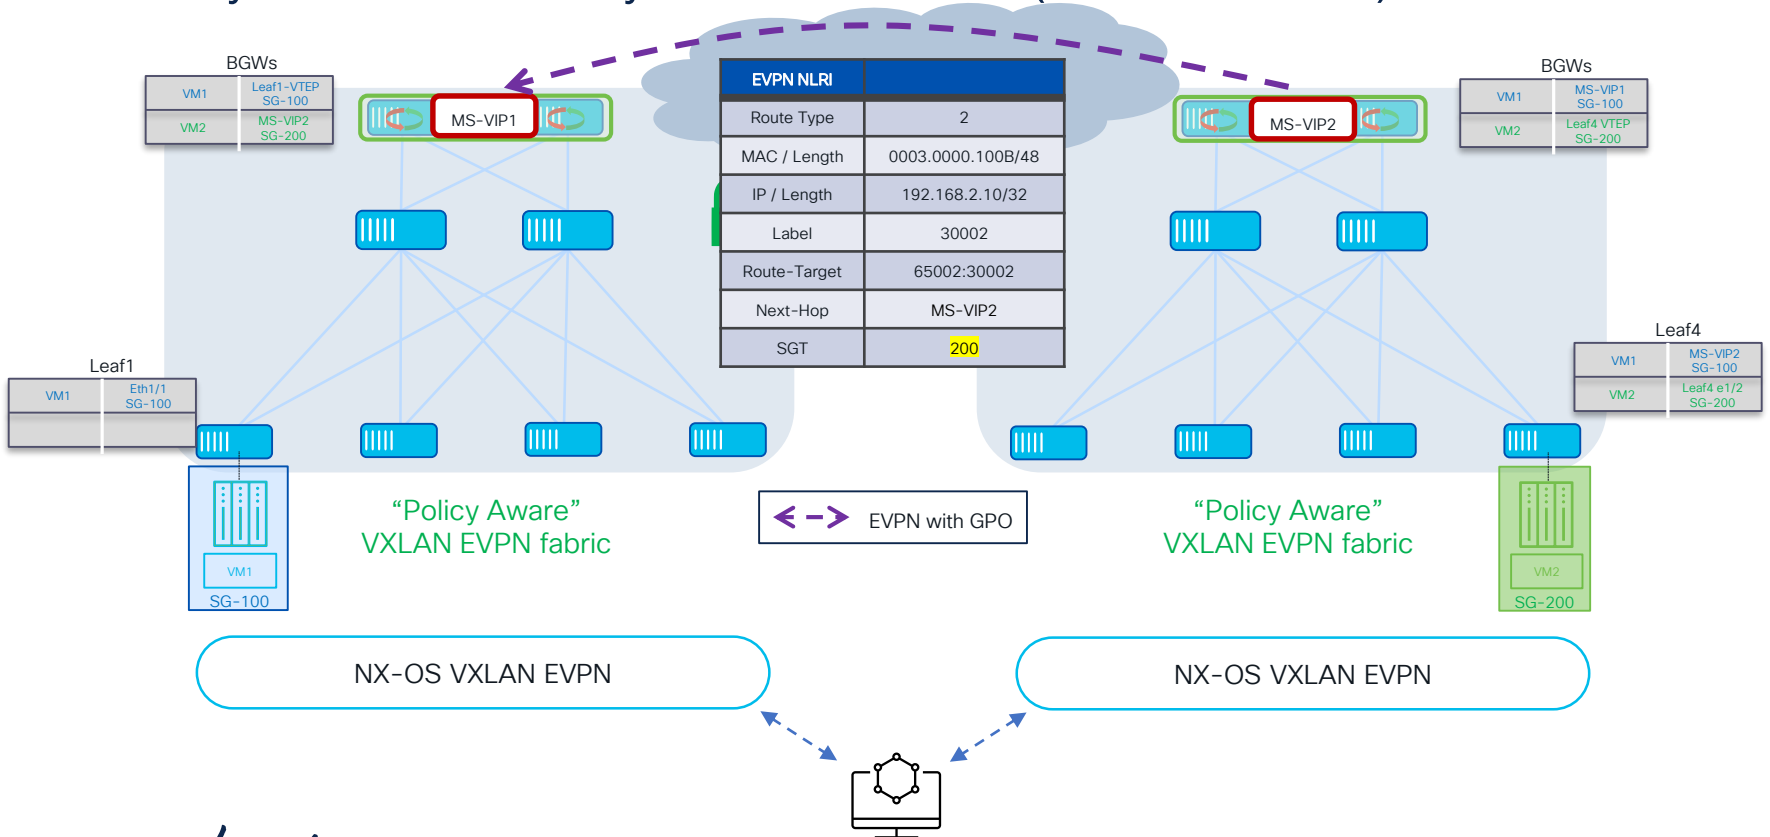 BGWs
VM1 Leaf1-VTEP SG-100
VM2 MS-VIP2 SG-200
MS-VIP1
EVPN NLRI
Route Type 2
MAC / Length 0003.0000.100B/48
IP / Length 192.168.2.10/32
Label 30002
Route-Target 65002:30002
Next-Hop MS-VIP2
SGT 200
MS-VIP2
BGWs
VM1 MS-VIP1 SG-100
VM2 Leaf4 VTEP SG-200
Leaf1
VM1 Eth1/1 SG-100
Leaf4
VM1 MS-VIP2 SG-100
VM2 Leaf4 e1/2 SG-200
VM1
SG-100
“Policy Aware”
VXLAN EVPN fabric
EVPN with GPO
“Policy Aware”
VXLAN EVPN fabric
VM2
SG-200
NX-OS VXLAN EVPN
NX-OS VXLAN EVPN